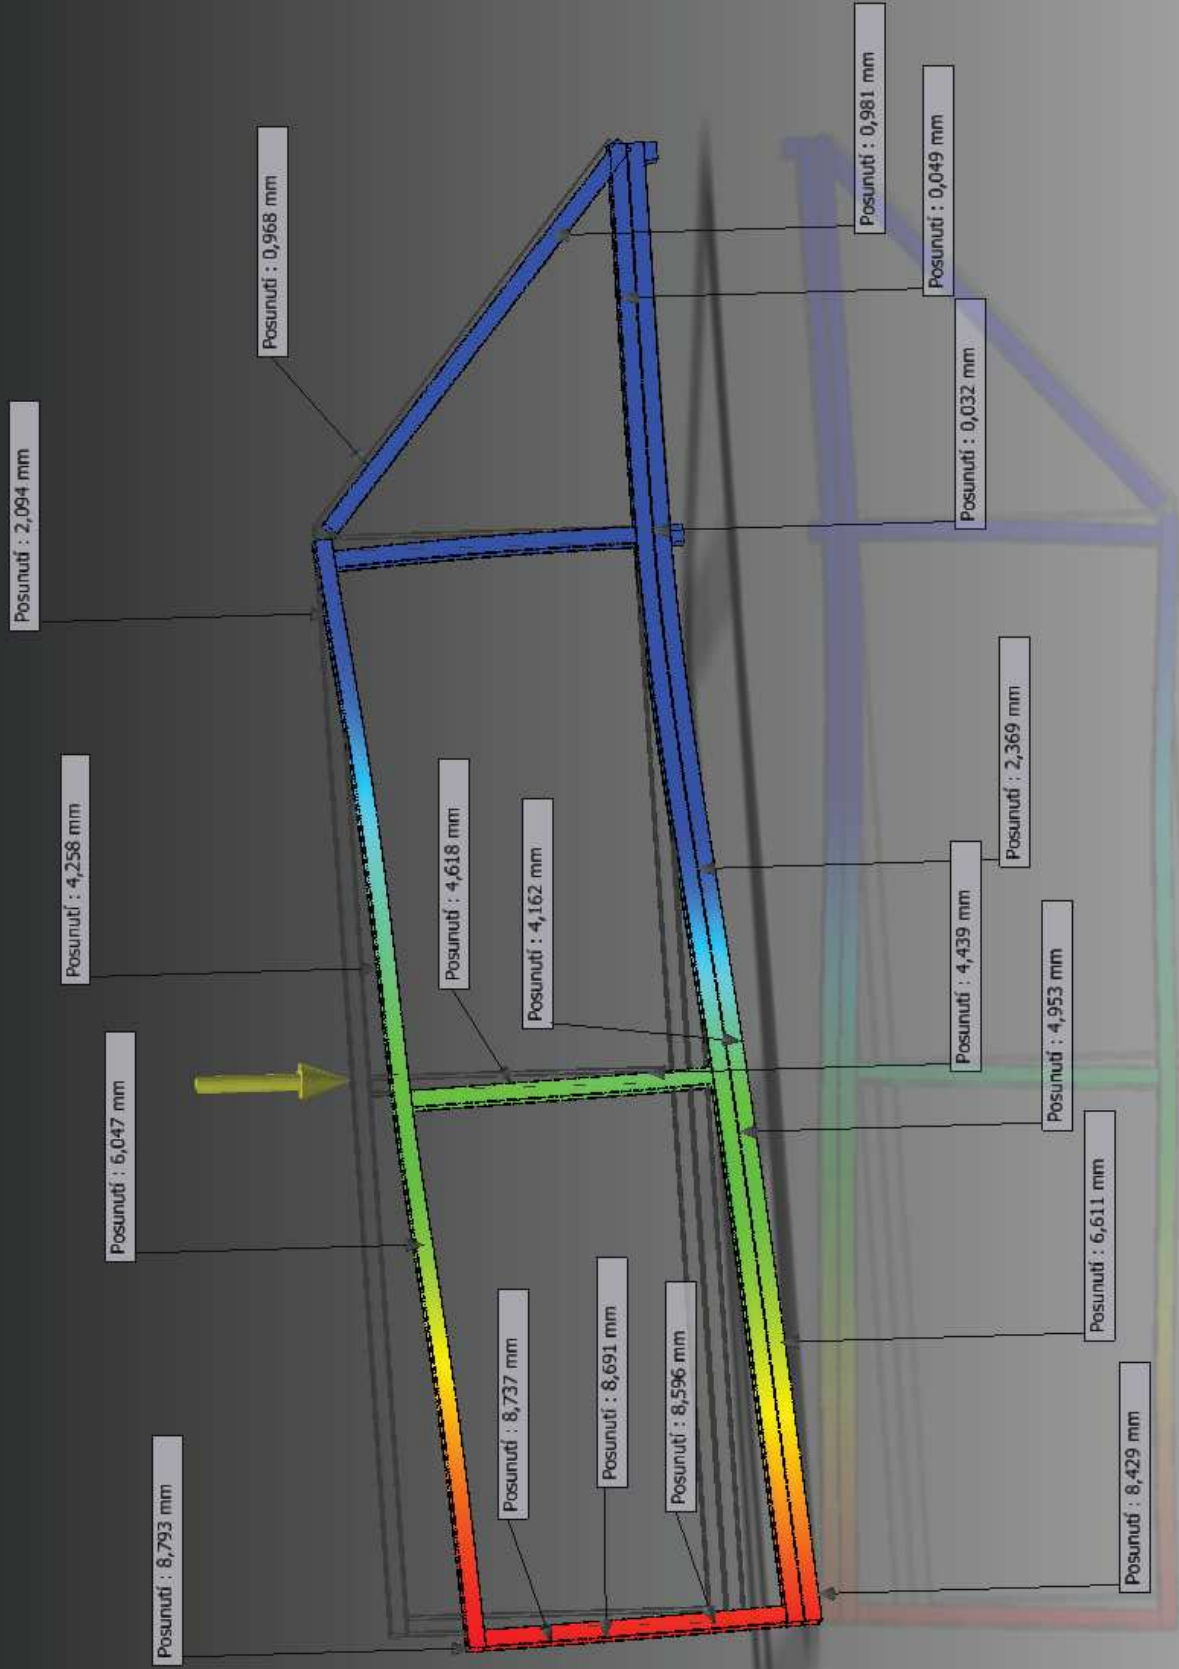 Posunutí : 2,094 mm
Posunutí : 0,968 mm
Posunutí : 4,258 mm
Posunutí : 6,047 mm
Posunutí : 8,793 mm
Posunutí : 4,618 mm
Posunutí : 4,162 mm
Posunutí : 8,737 mm
Posunutí : 8,691 mm
Posunutí : 8,596 mm
Posunutí : 0,981 mm
Posunutí : 0,049 mm
Posunutí : 0,032 mm
Posunutí : 2,369 mm
Posunutí : 4,439 mm
Posunutí : 4,953 mm
Posunutí : 6,611 mm
Posunutí : 8,429 mm